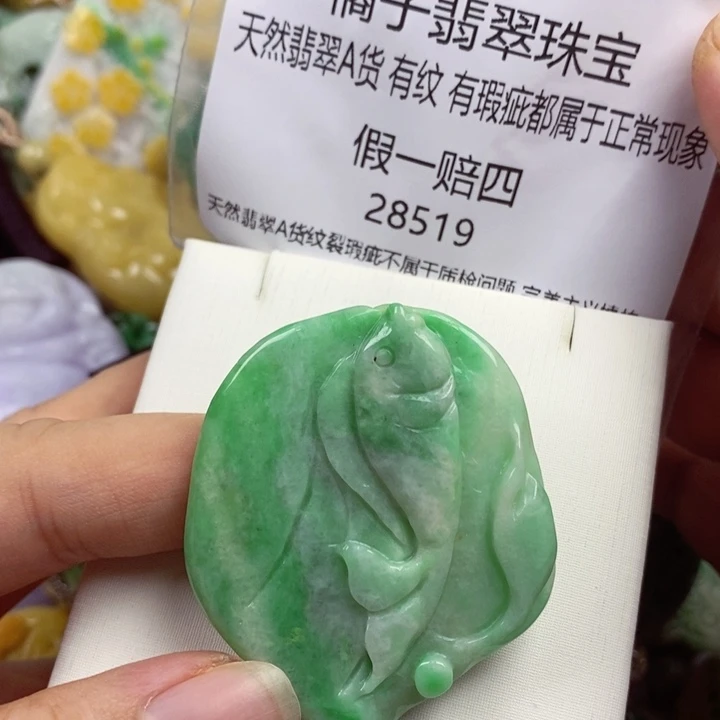 橘子翡翠珠宝
天然翡翠A货 有纹 有瑕疵都属于正常现象
假一赔四
28519
天然翡翠A货纹裂瑕疵不属于质检问题